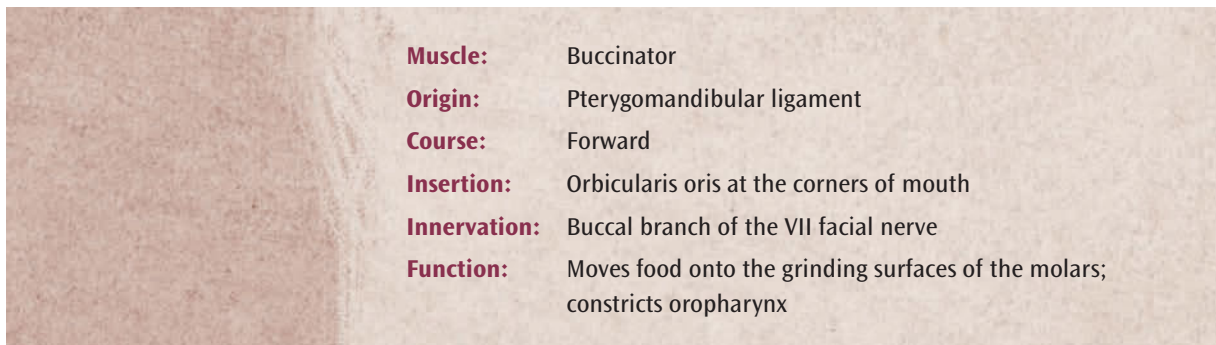 Muscle: Buccinator
Origin: Pterygomandibular ligament
Course: Forward
Insertion: Orbicularis oris at the corners of mouth
Innervation: Buccal branch of the VII facial nerve
Function: Moves food onto the grinding surfaces of the molars;
constricts oropharynx